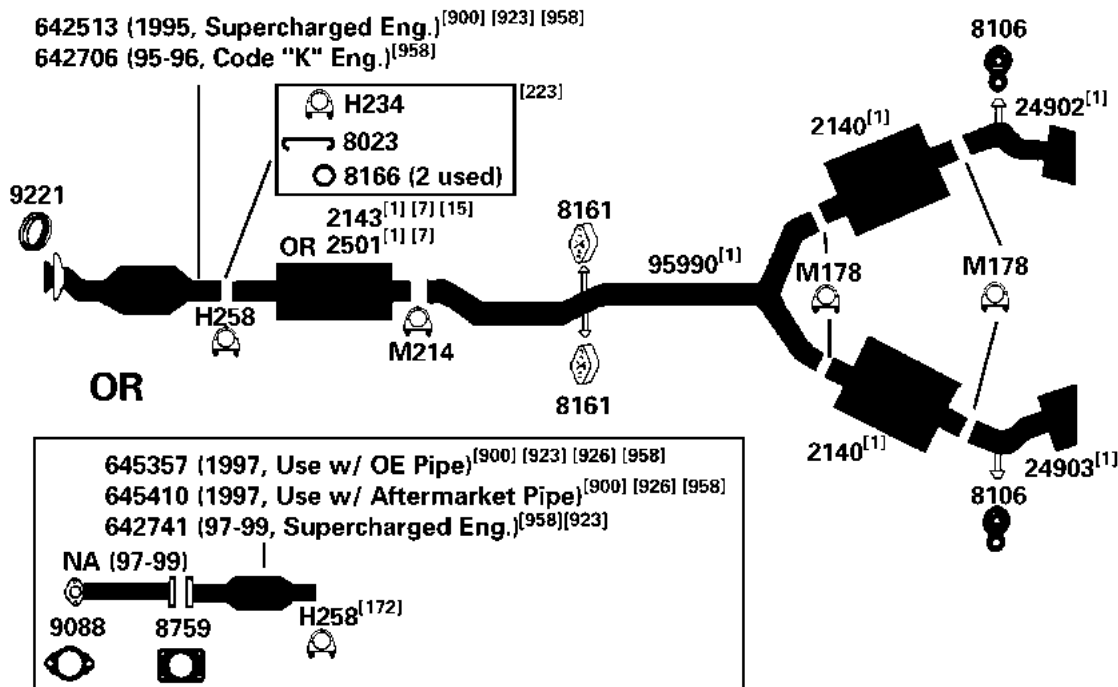 642513 (1995, Supercharged Eng.)[900] [923] [958]
642706 (95-96, Code "K" Eng.)[958]
H234
[223]
8023
8166 (2 used)
9221
2143[1] [7] [15]
OR 2501[1] [7]
H258
M214
8161
8161
95990[1]
8106
24902[1]
2140[1]
M178
M178
2140[1]
24903[1]
8106
OR
645357 (1997, Use w/ OE Pipe)[900] [923] [926] [958]
645410 (1997, Use w/ Aftermarket Pipe)[900] [926] [958]
642741 (97-99, Supercharged Eng.)[958][923]
NA (97-99)
9088
8759
H258[172]